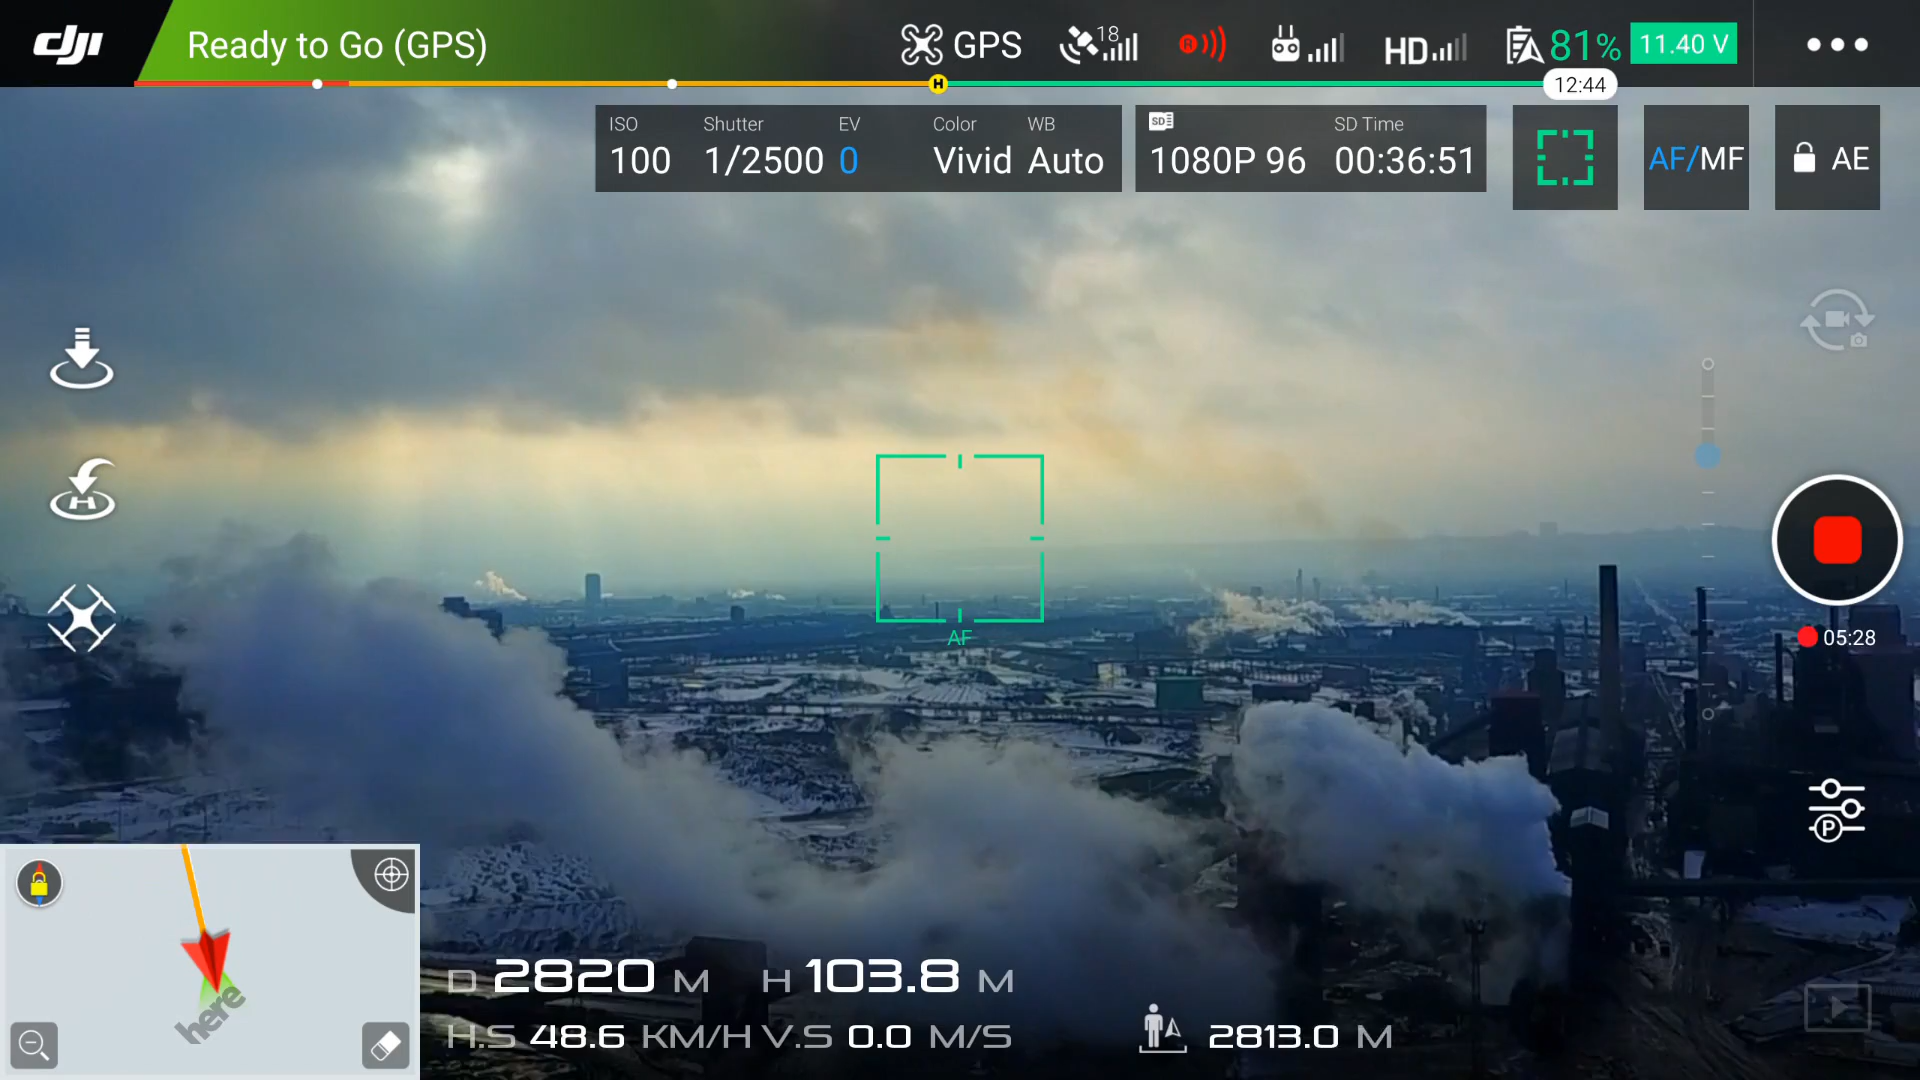 dji
Ready to Go (GPS)
GPS
18
R
HD
81%
11.40 V
H
12:44
ISO
100
Shutter
1/2500
EV
0
Color
Vivid
WB
Auto
SD
1080P 96
SD Time
00:36:51
AF/MF
AE
H
AF
05:28
P
here
D 2820 M H 103.8 M
H.S 48.6 KM/H V.S 0.0 M/S
2813.0 M